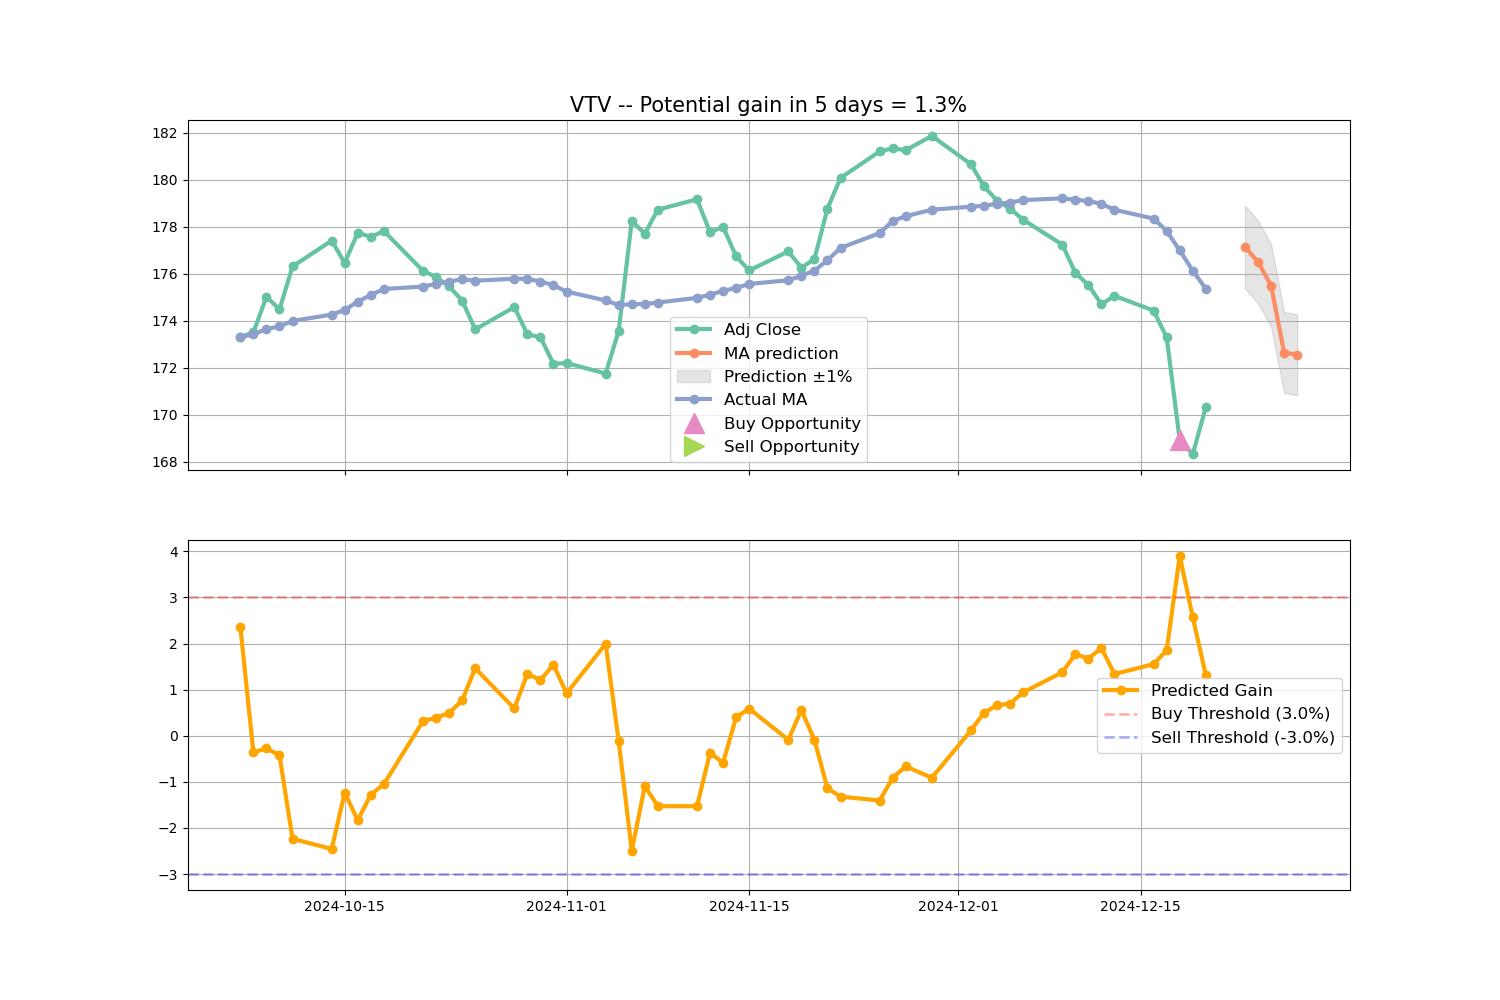 VTV -- Potential gain in 5 days = 1.3%
182
180
178
176
174
172
170
168
Adj Close
MA prediction
Prediction ±1%
Actual MA
Buy Opportunity
Sell Opportunity
4
3
2
1
0
−1
−2
−3
Predicted Gain
Buy Threshold (3.0%)
Sell Threshold (-3.0%)
2024-10-15 2024-11-01 2024-11-15 2024-12-01 2024-12-15